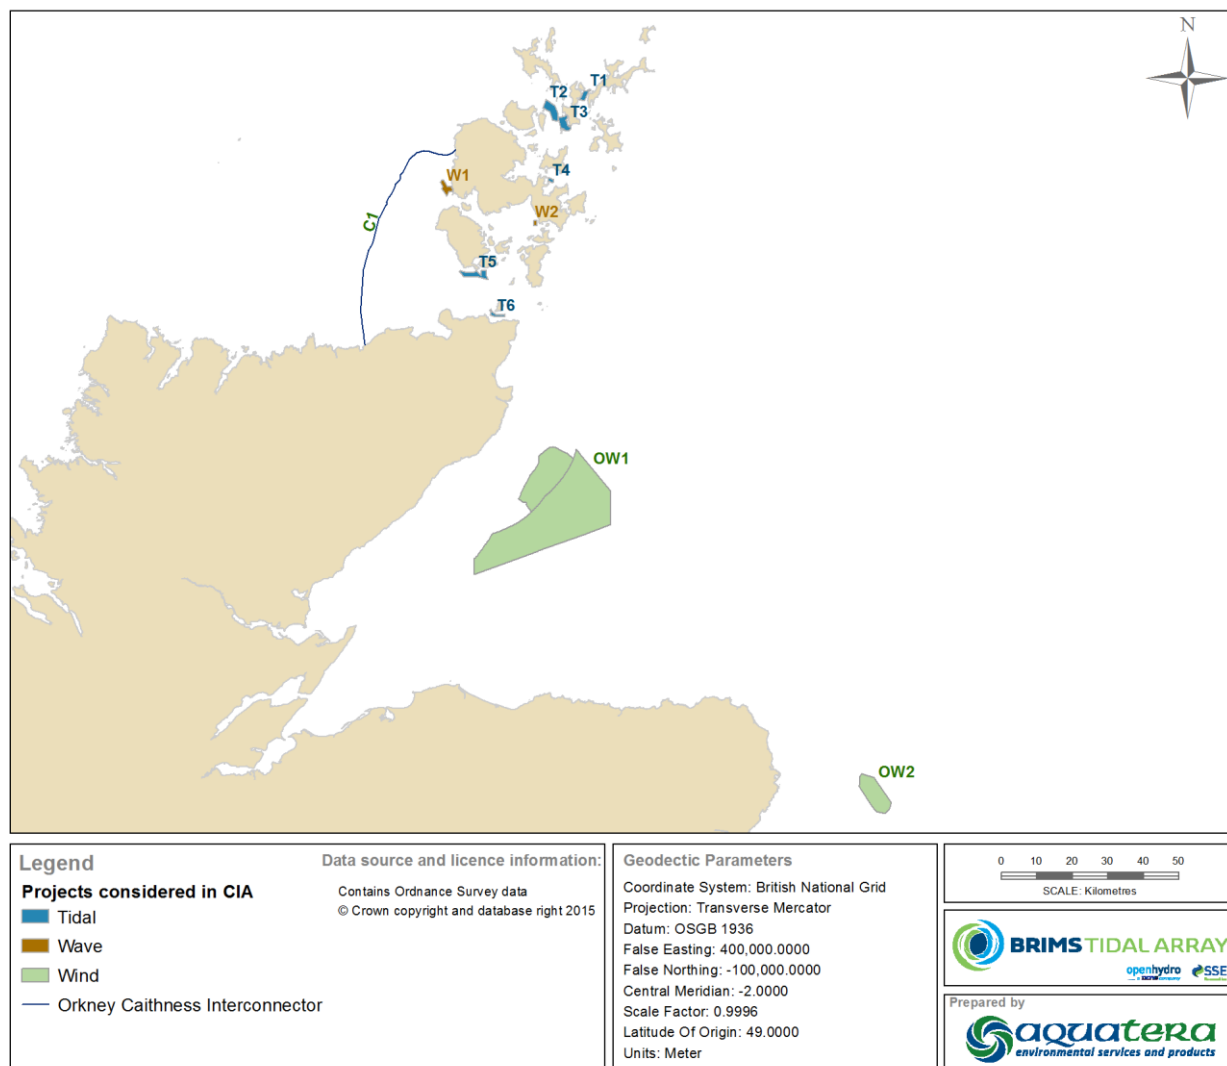 N
T1
T2
T3
T4
W1
W2
C1
T5
T6
OW1
OW2
Legend
Projects considered in CIA
Tidal
Wave
Wind
Orkney Caithness Interconnector
Data source and licence information:
Contains Ordnance Survey data
© Crown copyright and database right 2015
Geodectic Parameters
Coordinate System: British National Grid
Projection: Transverse Mercator
Datum: OSGB 1936
False Easting: 400,000.0000
False Northing: -100,000.0000
Central Meridian: -2.0000
Scale Factor: 0.9996
Latitude Of Origin: 49.0000
Units: Meter
0 10 20 30 40 50
SCALE: Kilometres
BRIMS TIDAL ARRAY
openhydro
SSE
Prepared by
aquatera
environmental services and products